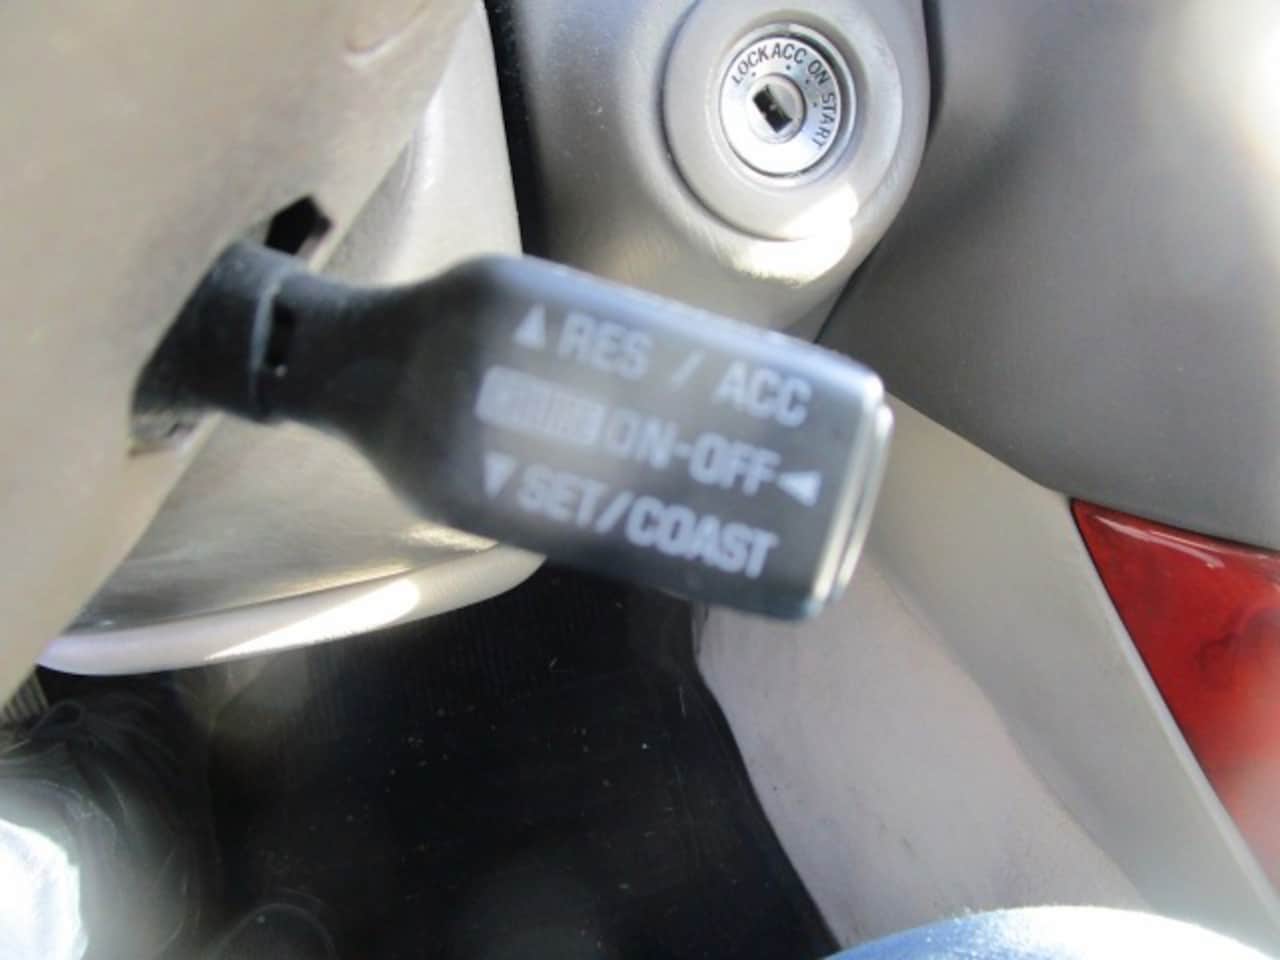 LOCK ACC ON START
▲ RES / ACC
ON-OFF ◀
▼ SET/COAST